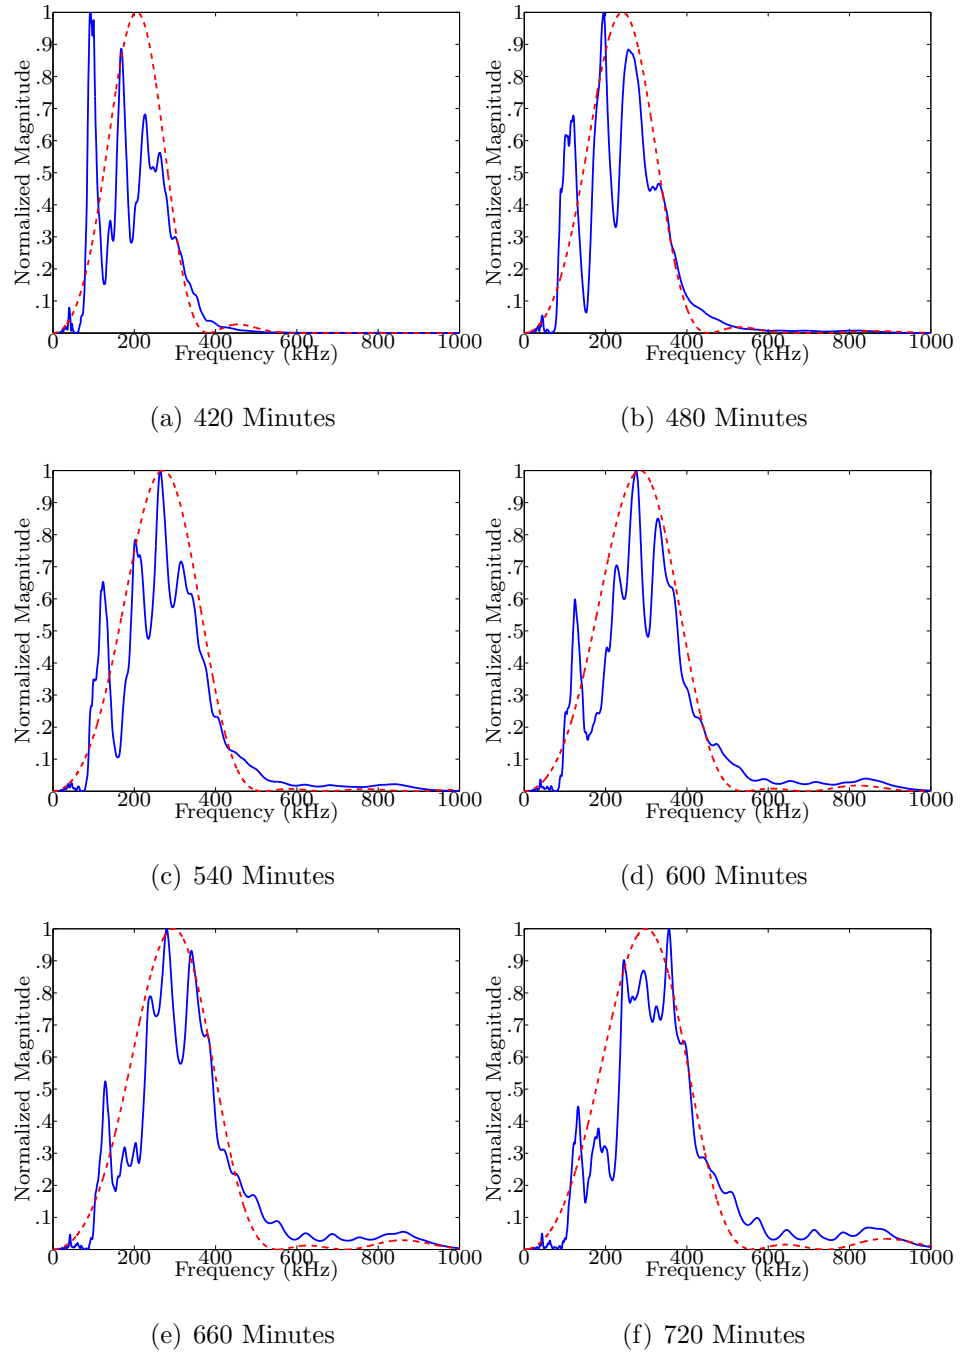 1
.9
.8
.7
.6
.5
.4
.3
.2
.1
Normalized Magnitude
0 200 400 600 800 1000
Frequency (kHz)
(a) 420 Minutes
1
.9
.8
.7
.6
.5
.4
.3
.2
.1
Normalized Magnitude
0 200 400 600 800 1000
Frequency (kHz)
(b) 480 Minutes
1
.9
.8
.7
.6
.5
.4
.3
.2
.1
Normalized Magnitude
0 200 400 600 800 1000
Frequency (kHz)
(c) 540 Minutes
1
.9
.8
.7
.6
.5
.4
.3
.2
.1
Normalized Magnitude
0 200 400 600 800 1000
Frequency (kHz)
(d) 600 Minutes
1
.9
.8
.7
.6
.5
.4
.3
.2
.1
Normalized Magnitude
0 200 400 600 800 1000
Frequency (kHz)
(e) 660 Minutes
1
.9
.8
.7
.6
.5
.4
.3
.2
.1
Normalized Magnitude
0 200 400 600 800 1000
Frequency (kHz)
(f) 720 Minutes